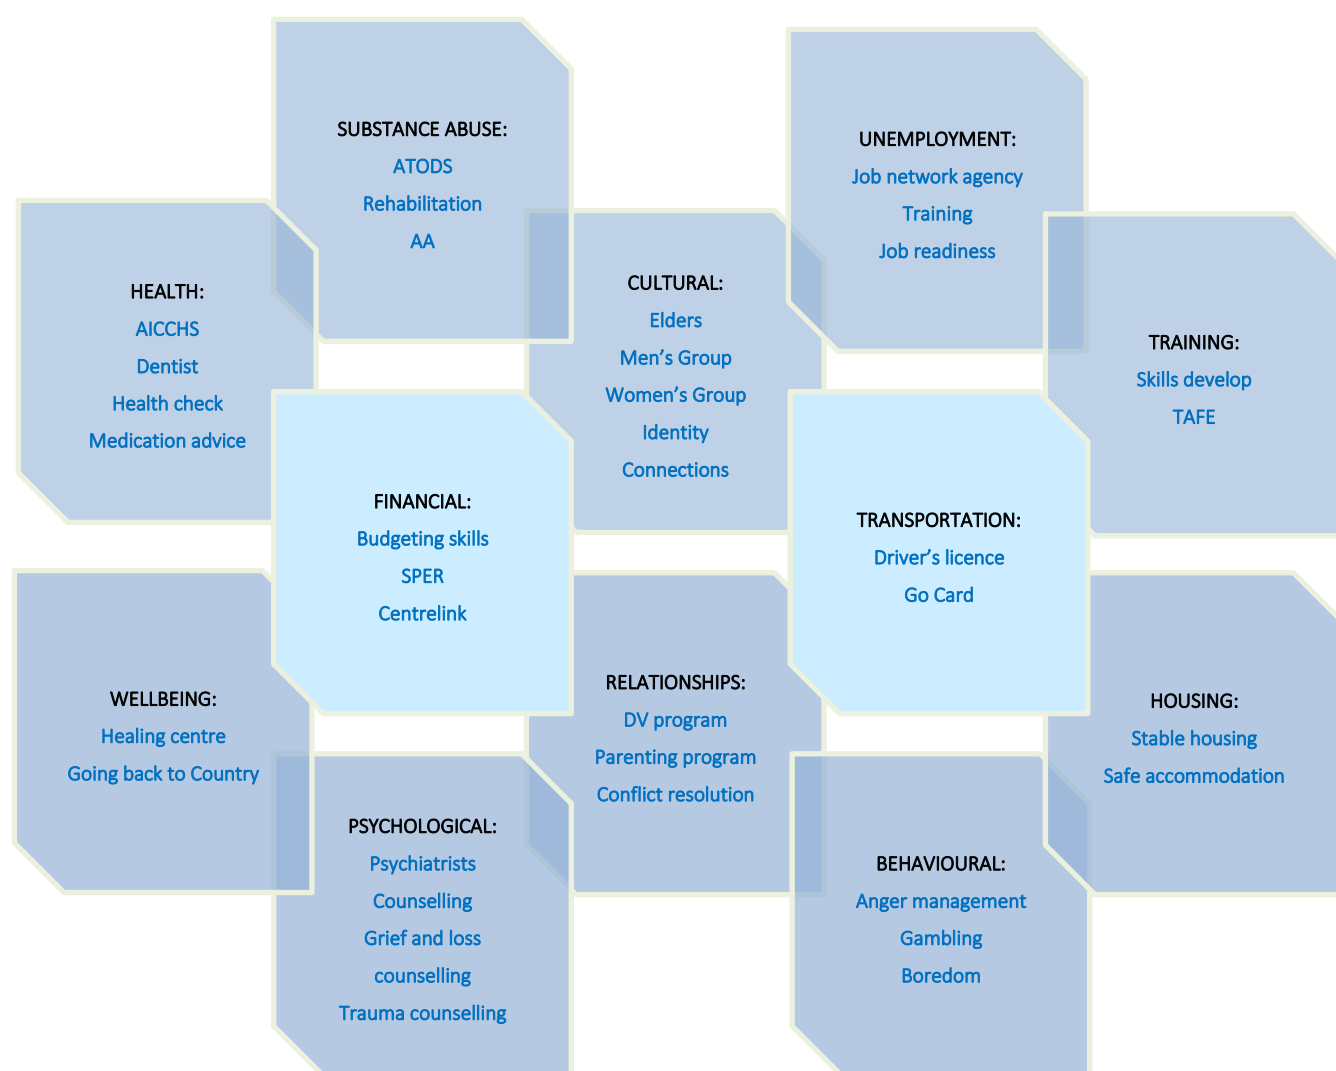 SUBSTANCE ABUSE:
ATODS
Rehabilitation
AA
UNEMPLOYMENT:
Job network agency
Training
Job readiness
HEALTH:
AICCHS
Dentist
Health check
Medication advice
CULTURAL:
Elders
Men’s Group
Women’s Group
Identity
Connections
TRAINING:
Skills develop
TAFE
FINANCIAL:
Budgeting skills
SPER
Centrelink
TRANSPORTATION:
Driver’s licence
Go Card
WELLBEING:
Healing centre
Going back to Country
RELATIONSHIPS:
DV program
Parenting program
Conflict resolution
HOUSING:
Stable housing
Safe accommodation
PSYCHOLOGICAL:
Psychiatrists
Counselling
Grief and loss
counselling
Trauma counselling
BEHAVIOURAL:
Anger management
Gambling
Boredom